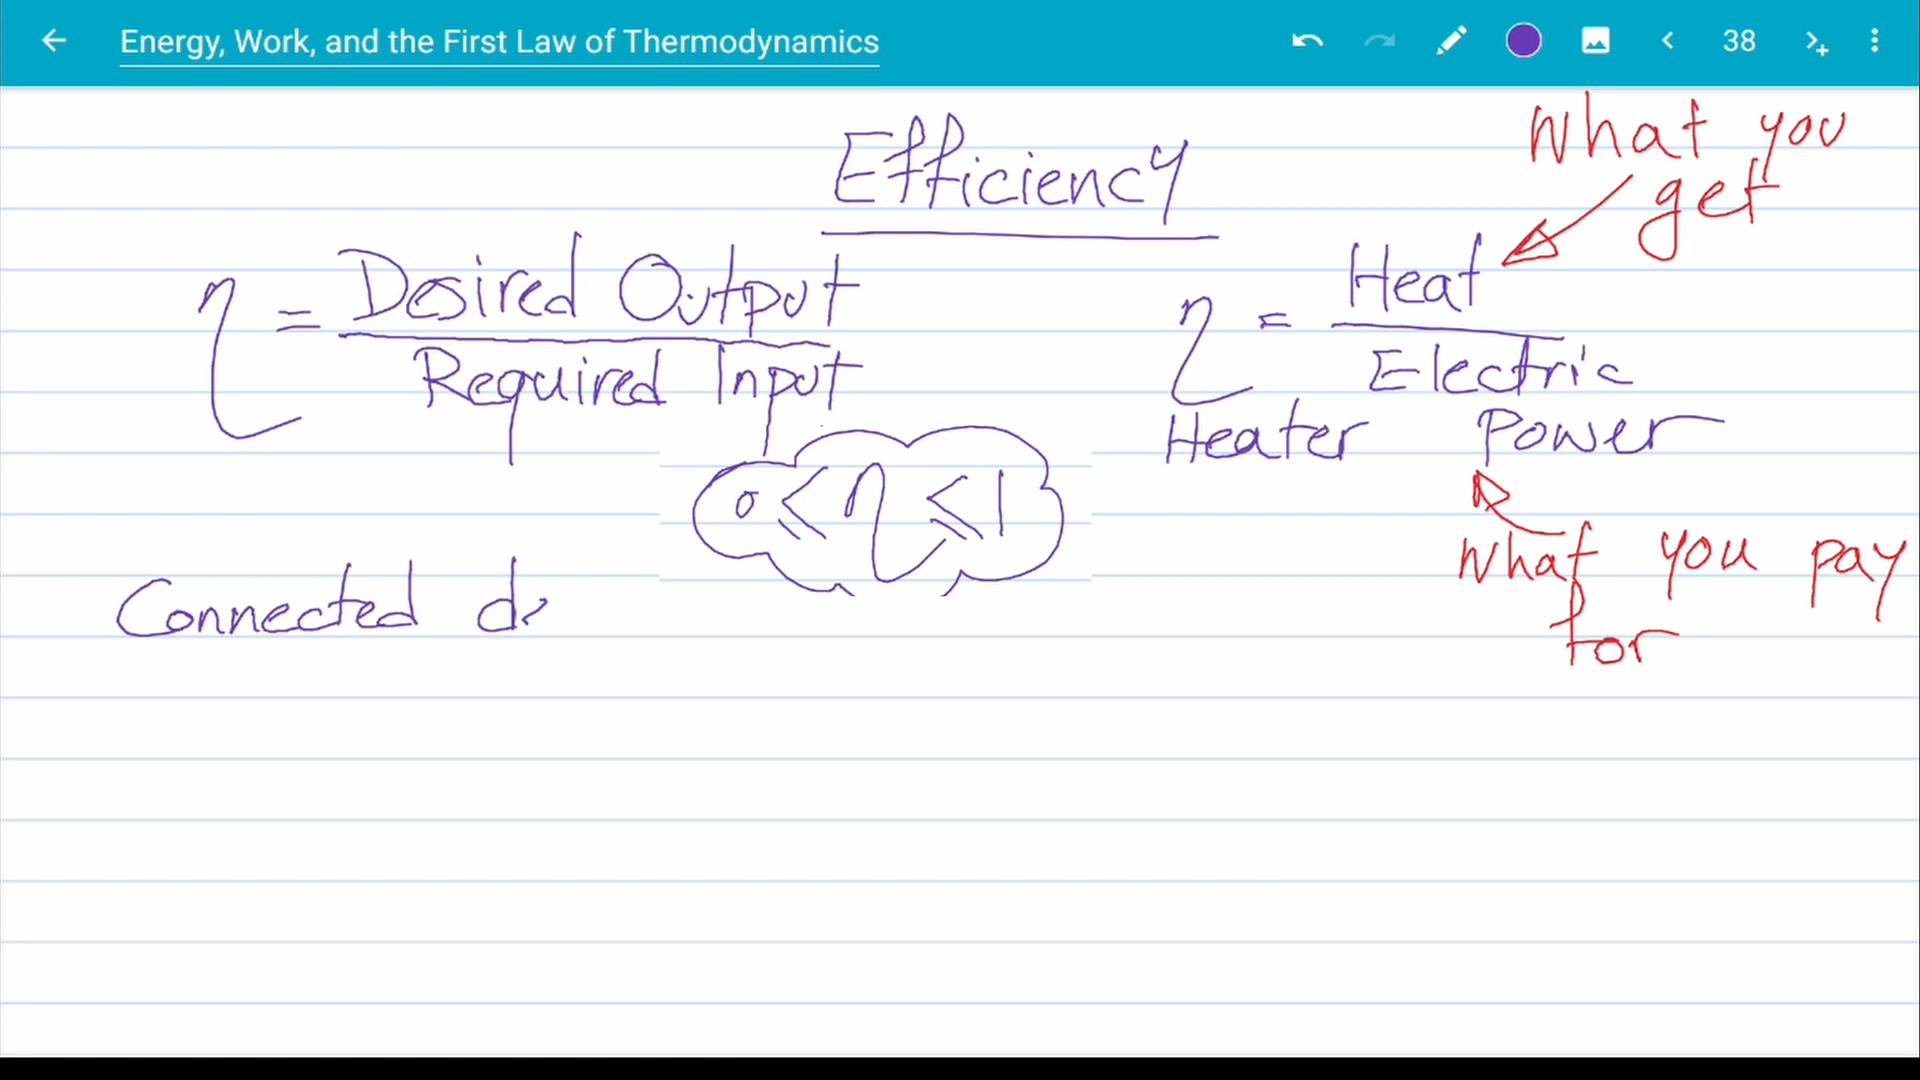 Energy, Work, and the First Law of Thermodynamics 38
Efficiency
What you
get
η = Desired Output
Required Input
η = Heat
Electric
Heater Power
0 ≤ η ≤ 1
What you pay
for
Connected de